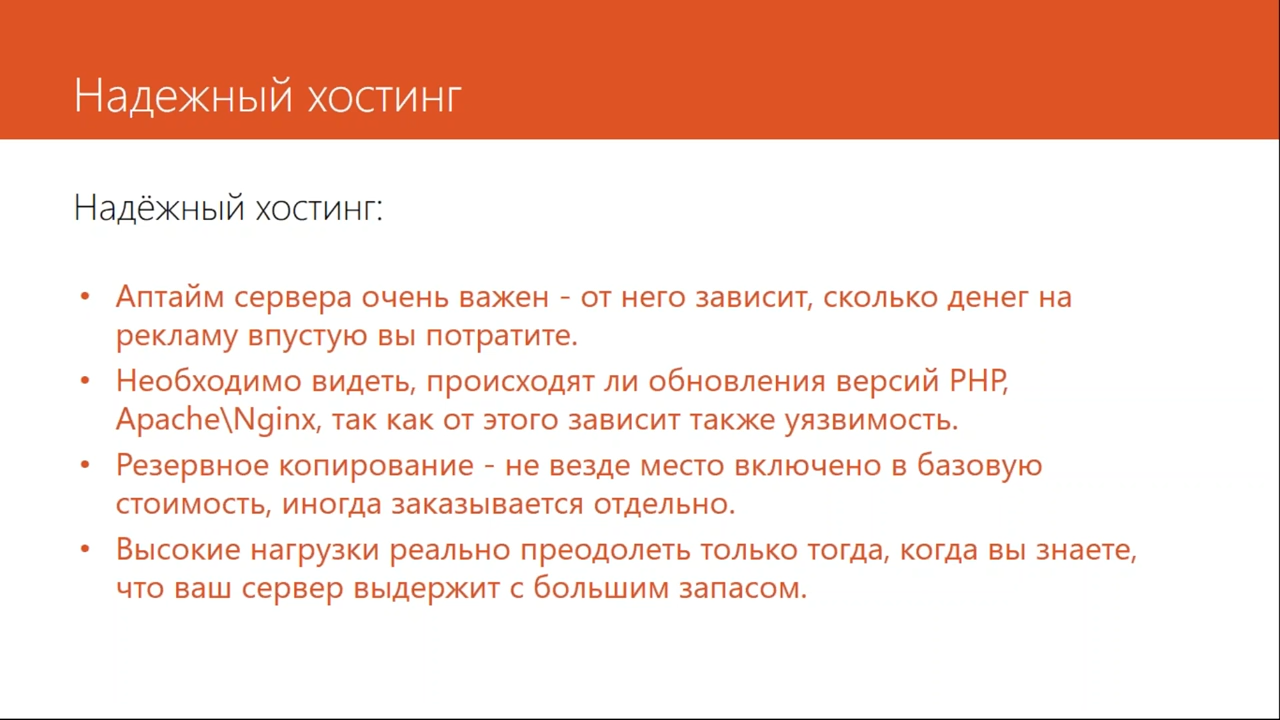 Надежный хостинг
Надёжный хостинг:
• Аптайм сервера очень важен - от него зависит, сколько денег на
рекламу впустую вы потратите.
• Необходимо видеть, происходят ли обновления версий PHP,
Apache\Nginx, так как от этого зависит также уязвимость.
• Резервное копирование - не везде место включено в базовую
стоимость, иногда заказывается отдельно.
• Высокие нагрузки реально преодолеть только тогда, когда вы знаете,
что ваш сервер выдержит с большим запасом.